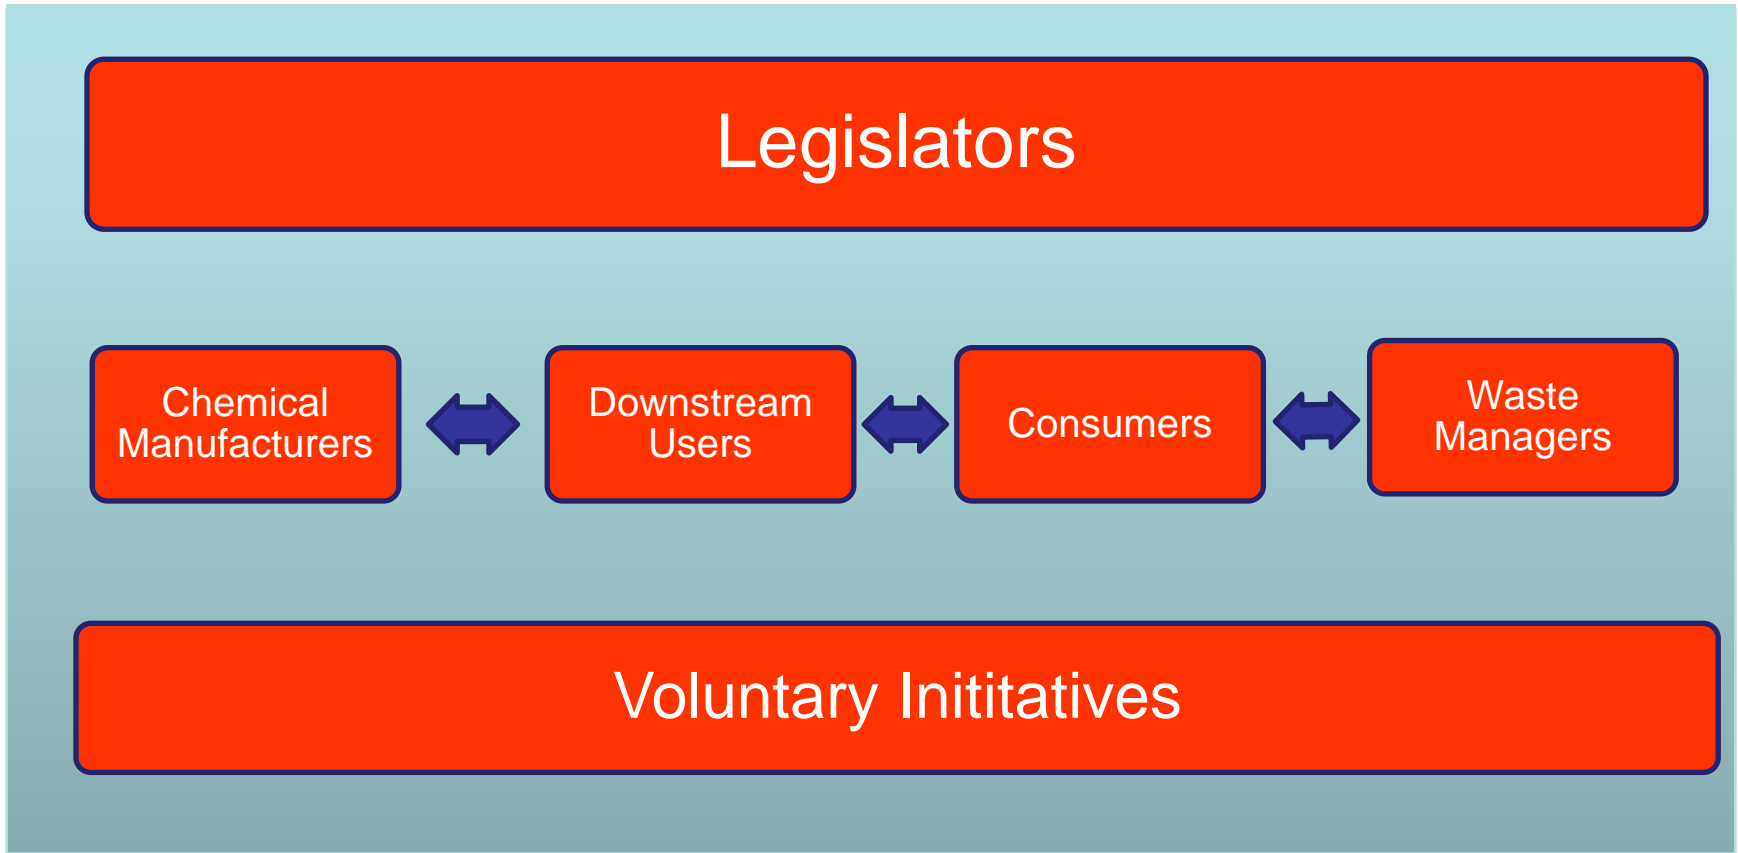 Legislators
Chemical
Manufacturers
Downstream
Users
Consumers
Waste
Managers
Voluntary Inititatives